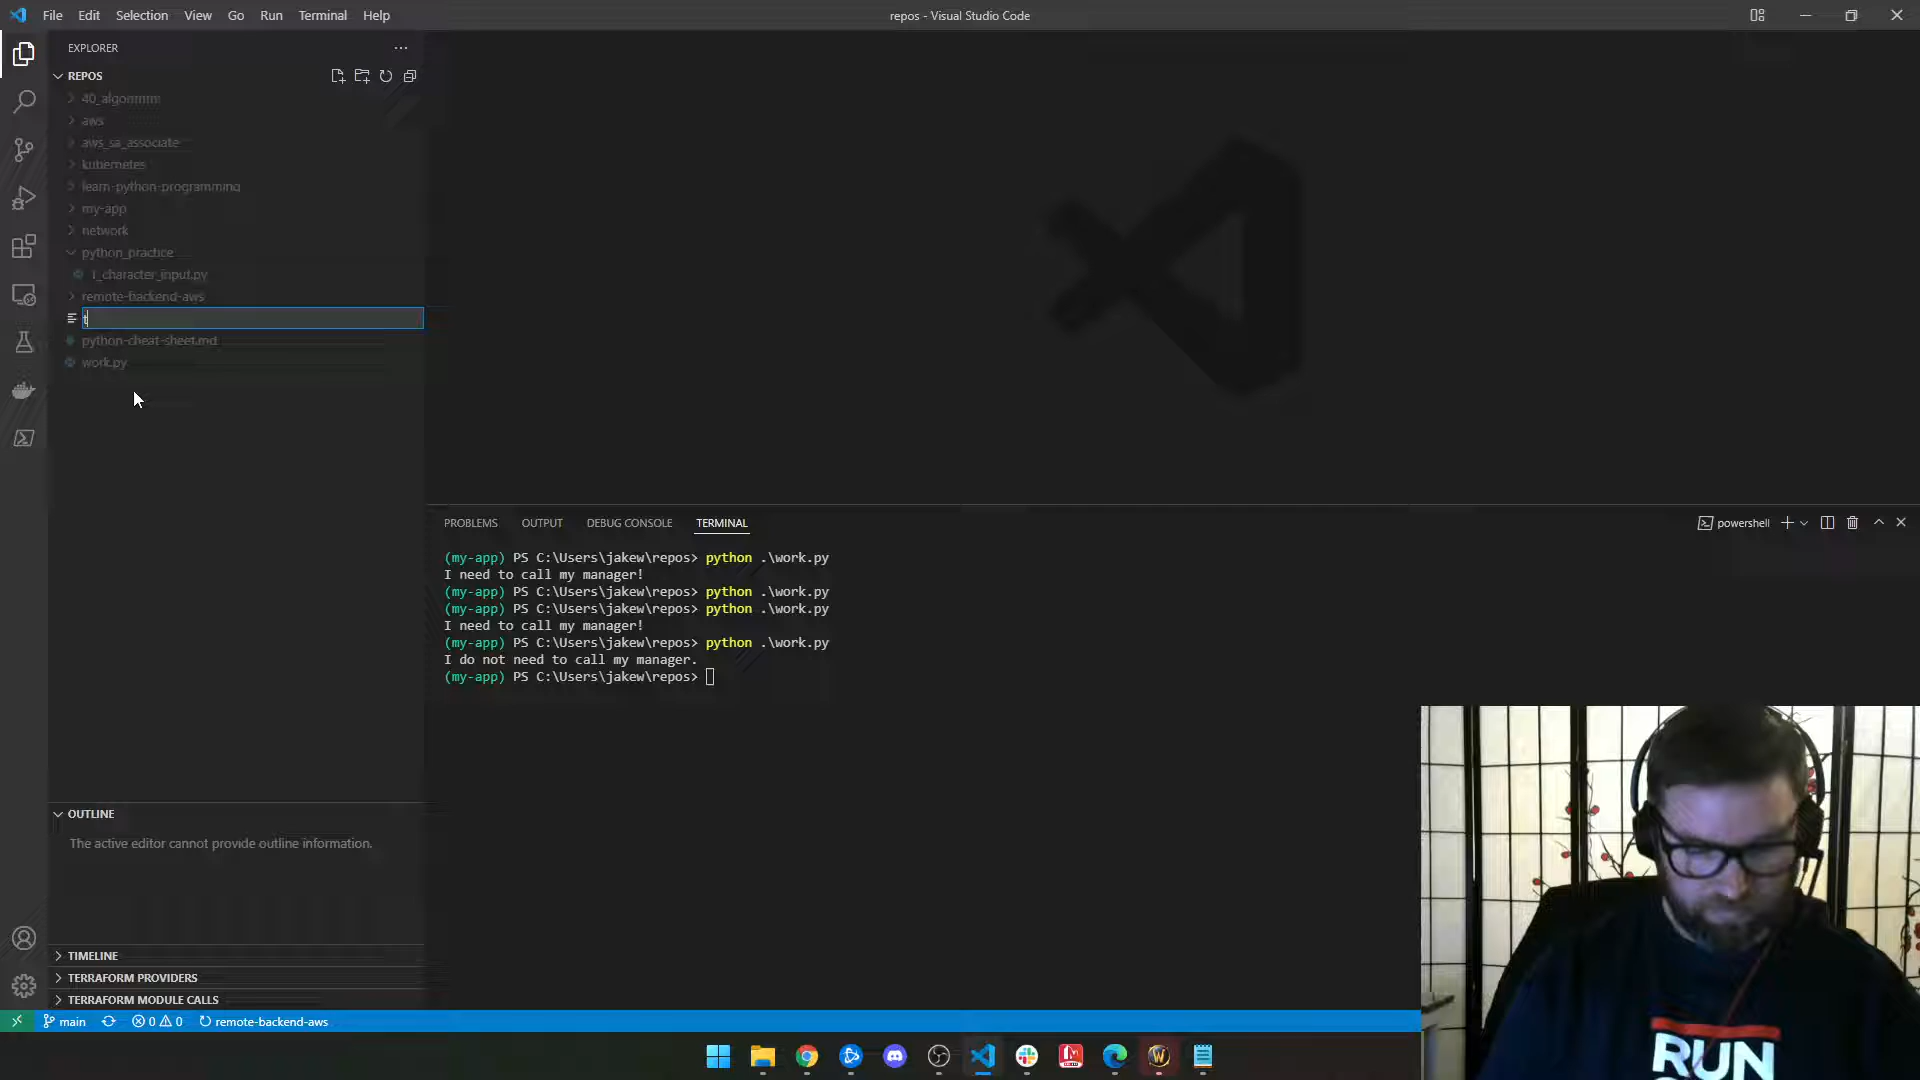 File Edit Selection View Go Run Terminal Help
repos - Visual Studio Code
EXPLORER
REPOS
40_algorithm
aws
aws_sa_associate
kubernetes
learn-python-programming
my-app
network
python_practice
1_character_input.py
remote-backend-aws
t
python-cheat-sheet.md
work.py
PROBLEMS OUTPUT DEBUG CONSOLE TERMINAL
powershell
(my-app) PS C:\Users\jakew\repos> python .\work.py
I need to call my manager!
(my-app) PS C:\Users\jakew\repos> python .\work.py
(my-app) PS C:\Users\jakew\repos> python .\work.py
I need to call my manager!
(my-app) PS C:\Users\jakew\repos> python .\work.py
I do not need to call my manager.
(my-app) PS C:\Users\jakew\repos>
OUTLINE
The active editor cannot provide outline information.
TIMELINE
TERRAFORM PROVIDERS
TERRAFORM MODULE CALLS
main 0 0 remote-backend-aws
RUN